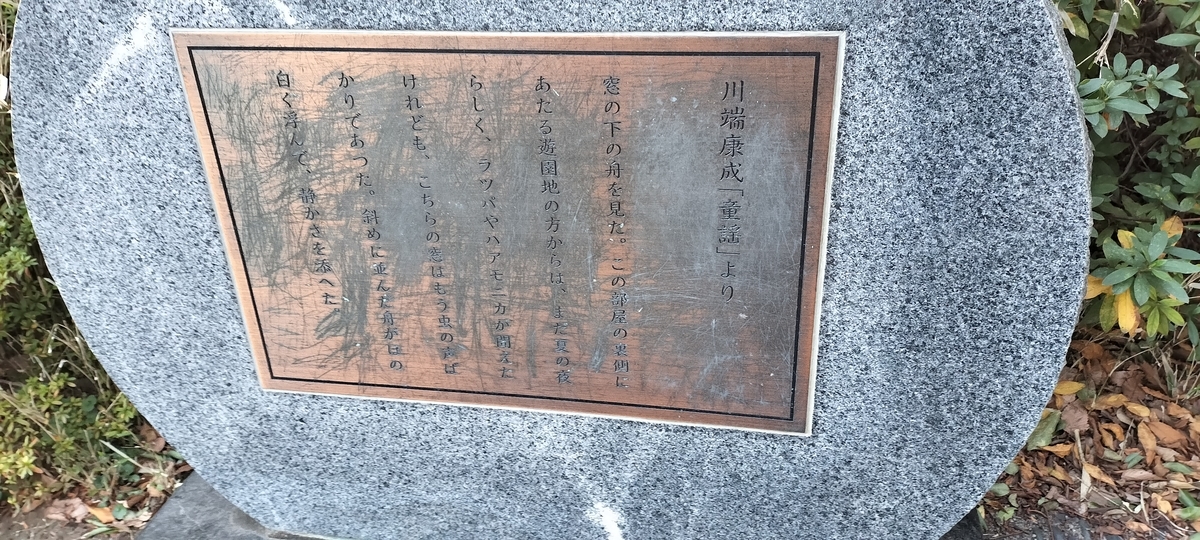 川端康成「童謡」より
窓の下の舟を見た。この部屋の裏側に
あたる遊園地の方からは、まだ夏の夜
らしく、ラツパやハアモニカが聞えた
けれども、こちらの窓はもう虫の声ば
かりであつた。斜めに並んだ舟がほの
白く浮んで、静かさを添へた。